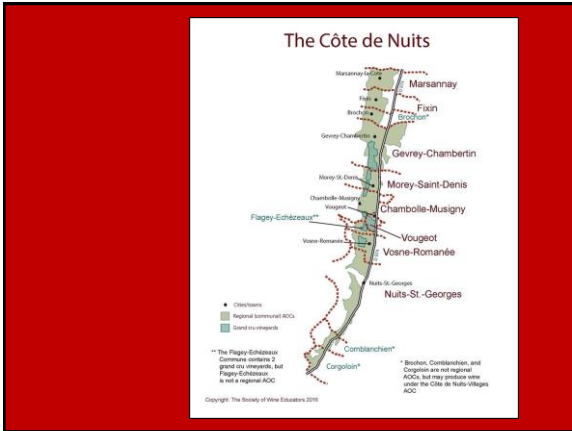 The Côte de Nuits
Marsannay-la-Côte
Marsannay
Fixin
Fixin
Brochon
Brochon*
Gevrey-Chambertin
Gevrey-Chambertin
Morey-St.-Denis
Morey-Saint-Denis
Chambolle-Musigny
Chambolle-Musigny
Vougeot
Flagey-Echézeaux**
Vougeot
Vosne-Romanée
Vosne-Romanée
Nuits-St.-Georges
Nuits-St.-Georges
Cities/towns
Regional (communal) AOCs
Grand cru vineyards
Comblanchien*
Corgoloin*
** The Flagey-Echézeaux
Commune contains 2
grand cru vineyards, but
Flagey-Echézeaux
is not a regional AOC
* Brochon, Comblanchien, and
Corgoloin are not regional
AOCs, but may produce wine
under the Côte de Nuits-Villages
AOC
Copyright: The Society of Wine Educators 2016